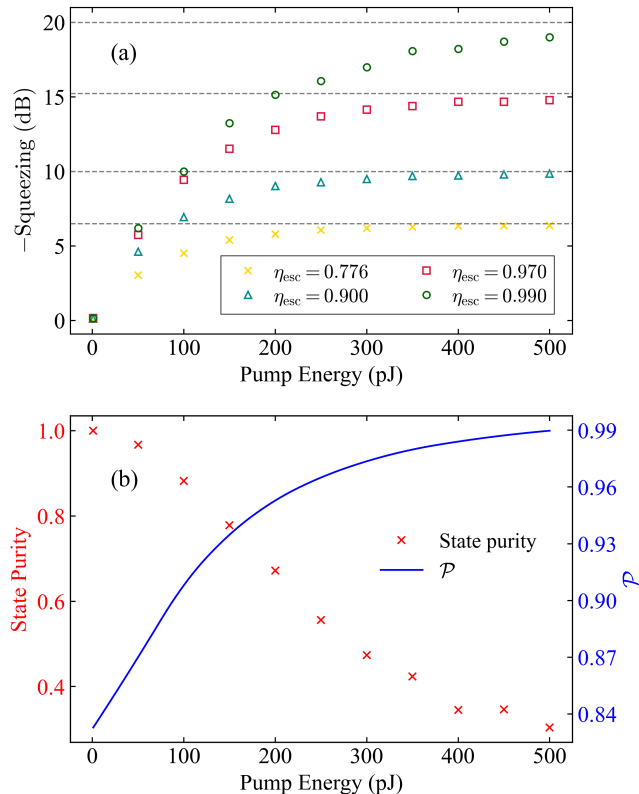 20
(a)
15
−Squeezing (dB)
10
5
η_esc = 0.776
η_esc = 0.970
η_esc = 0.900
η_esc = 0.990
0
0 100 200 300 400 500
Pump Energy (pJ)
1.0
0.99
(b)
0.96
0.8
State Purity
State purity
0.93
𝒫
𝒫
0.6
0.90
0.87
0.4
0.84
0 100 200 300 400 500
Pump Energy (pJ)